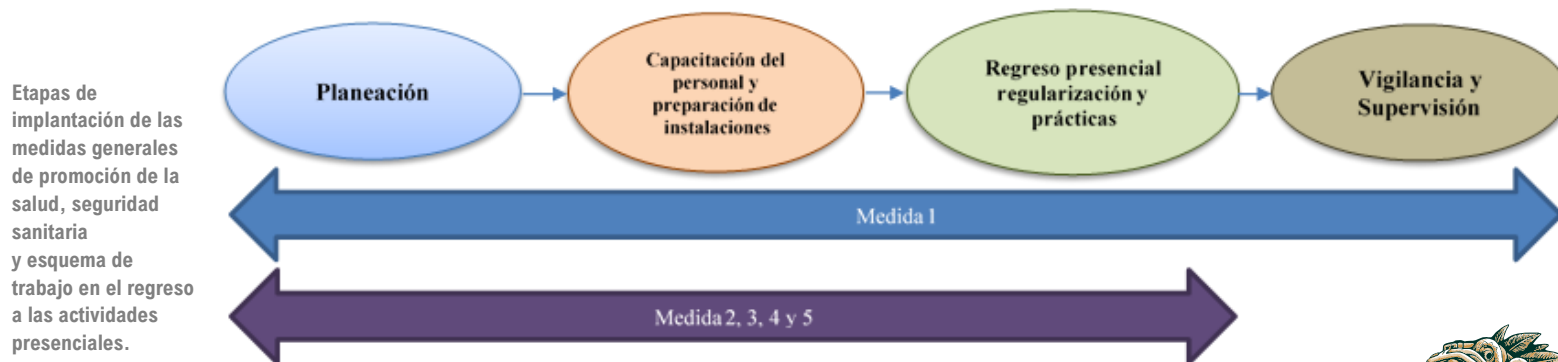 Etapas de
implantación de las
medidas generales
de promoción de la
salud, seguridad
sanitaria
y esquema de
trabajo en el regreso
a las actividades
presenciales.
Planeación
Capacitación del
personal y
preparación de
instalaciones
Regreso presencial
regularización y
prácticas
Vigilancia y
Supervisión
Medida 1
Medida 2, 3, 4 y 5